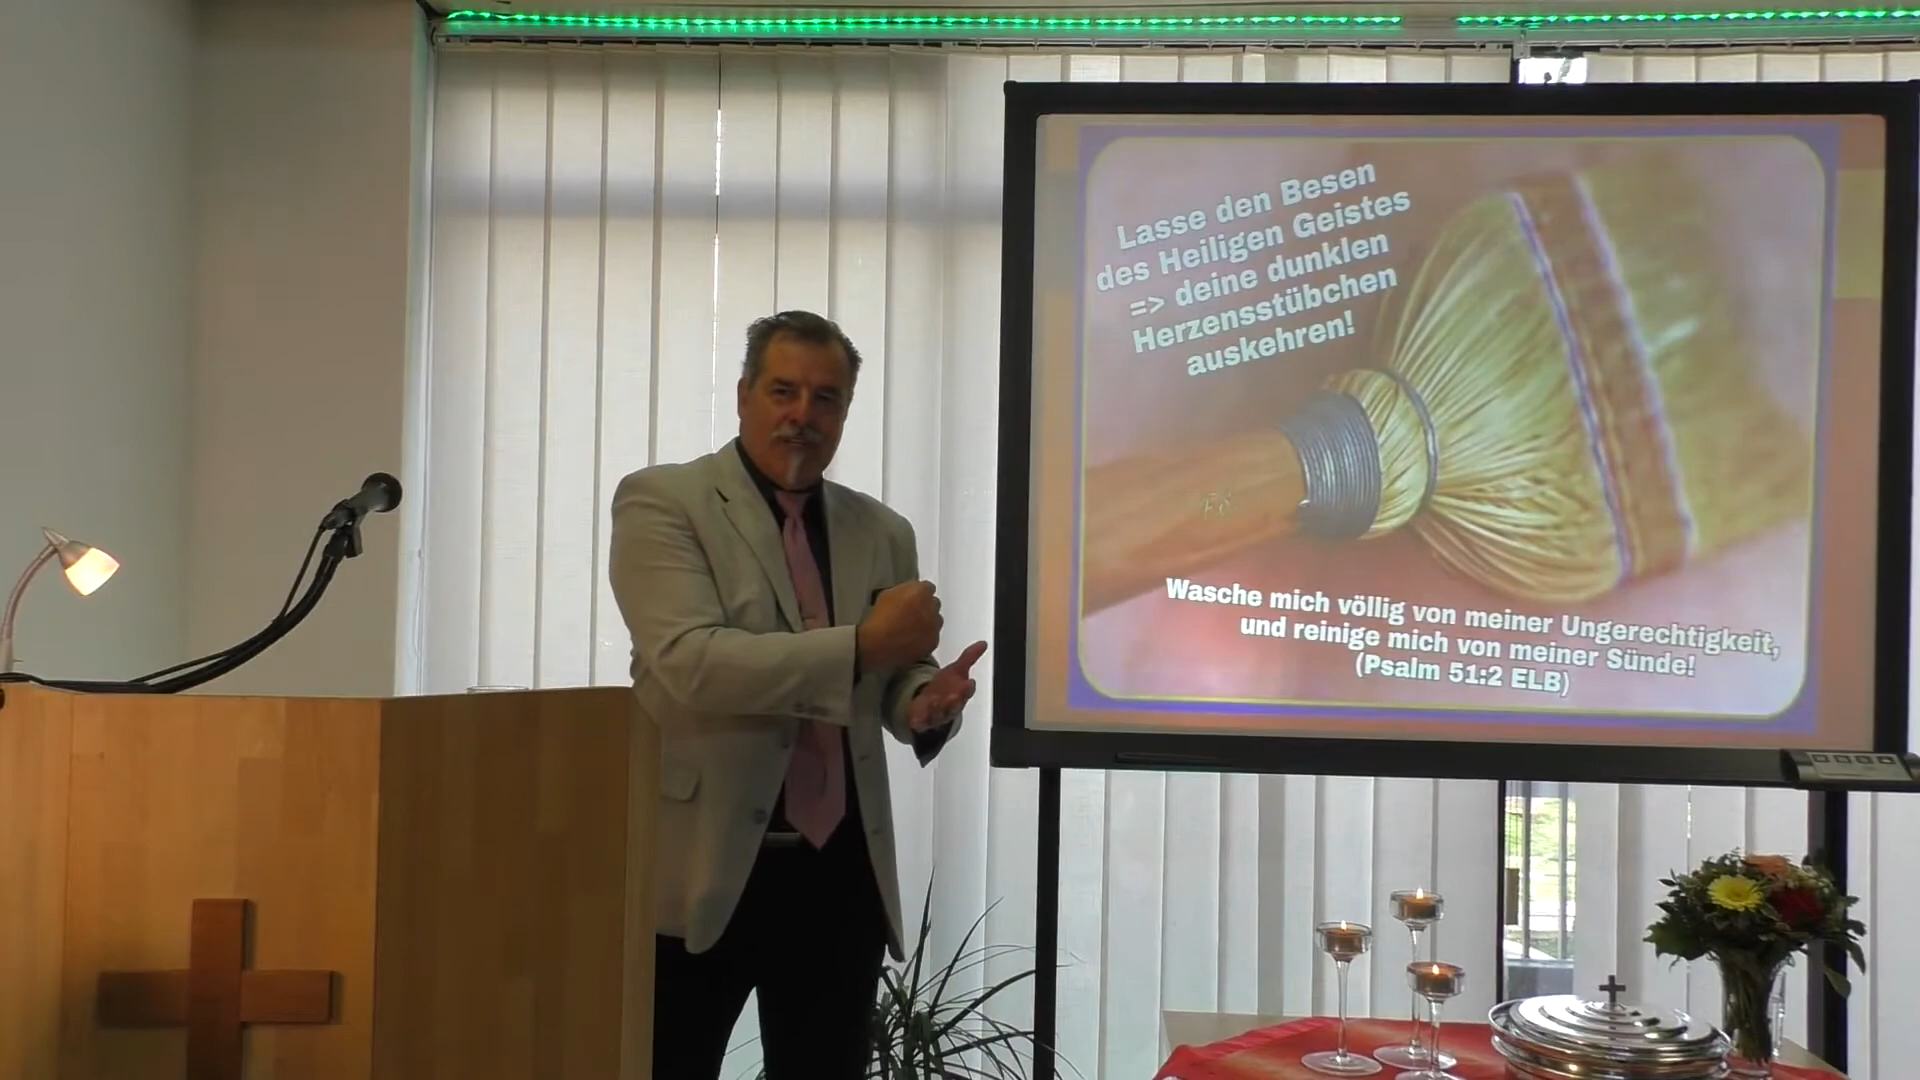 Lasse den Besen
des Heiligen Geistes
=> deine dunklen
Herzensstübchen
auskehren!
Wasche mich völlig von meiner Ungerechtigkeit,
und reinige mich von meiner Sünde!
(Psalm 51:2 ELB)